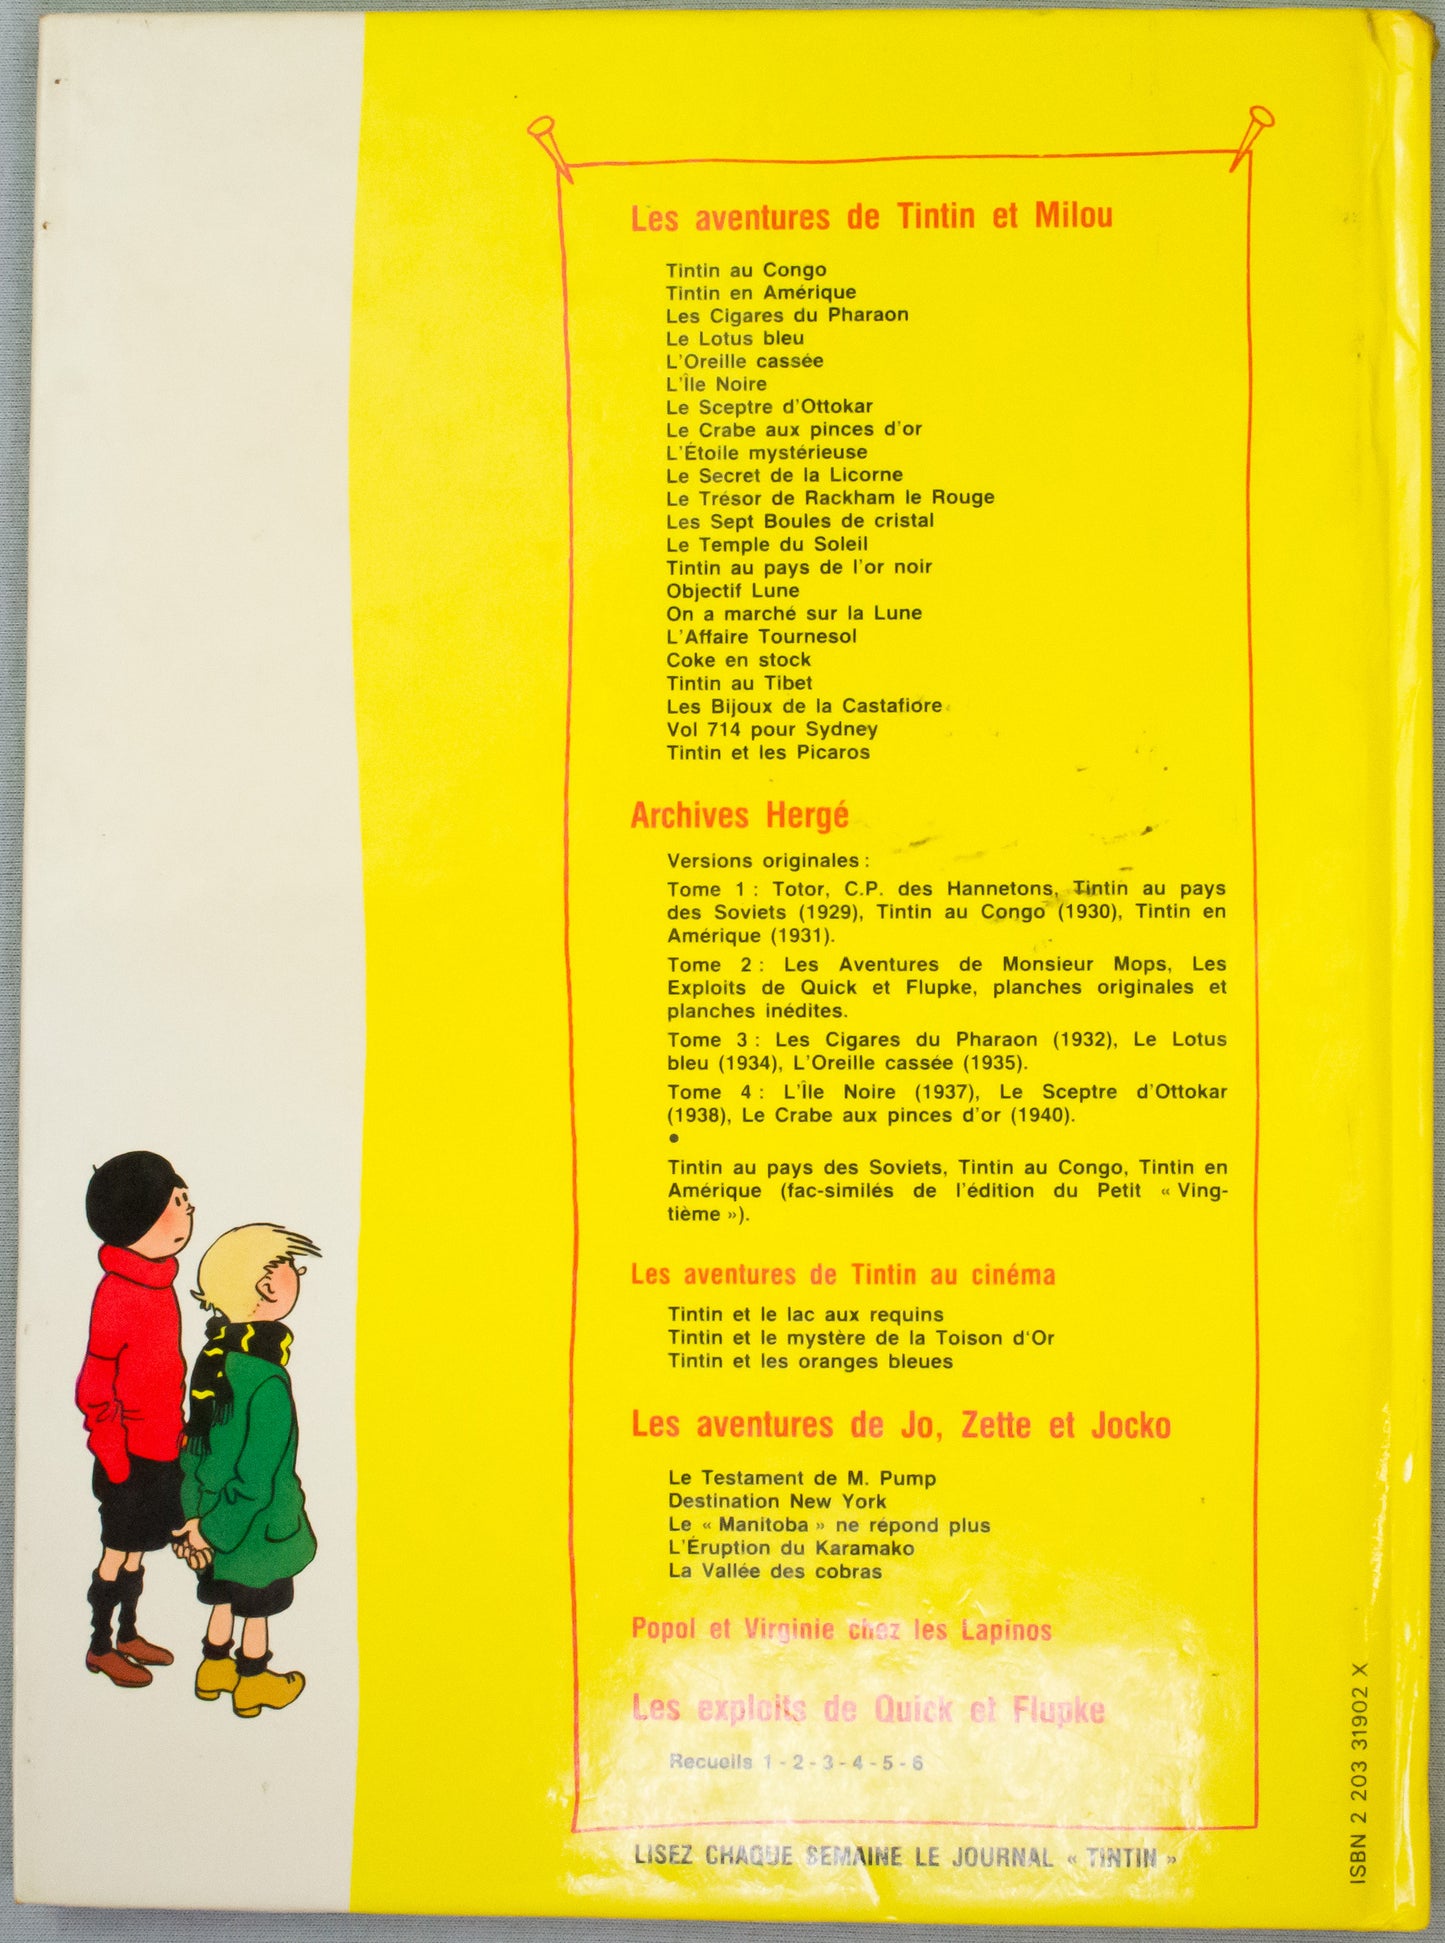 Les aventures de Tintin et Milou
Tintin au Congo
Tintin en Amérique
Les Cigares du Pharaon
Le Lotus bleu
L'Oreille cassée
L'Île Noire
Le Sceptre d'Ottokar
Le Crabe aux pinces d'or
L'Étoile mystérieuse
Le Secret de la Licorne
Le Trésor de Rackham le Rouge
Les Sept Boules de cristal
Le Temple du Soleil
Tintin au pays de l'or noir
Objectif Lune
On a marché sur la Lune
L'Affaire Tournesol
Coke en stock
Tintin au Tibet
Les Bijoux de la Castafiore
Vol 714 pour Sydney
Tintin et les Picaros
Archives Hergé
Versions originales :
Tome 1 : Totor, C.P. des Hannetons, Tintin au pays
des Soviets (1929), Tintin au Congo (1930), Tintin en
Amérique (1931).
Tome 2 : Les Aventures de Monsieur Mops, Les
Exploits de Quick et Flupke, planches originales et
planches inédites.
Tome 3 : Les Cigares du Pharaon (1932), Le Lotus
bleu (1934), L'Oreille cassée (1935).
Tome 4 : L'Île Noire (1937), Le Sceptre d'Ottokar
(1938), Le Crabe aux pinces d'or (1940).
•
Tintin au pays des Soviets, Tintin au Congo, Tintin en
Amérique (fac-similés de l'édition du Petit « Ving-
tième »).
Les aventures de Tintin au cinéma
Tintin et le lac aux requins
Tintin et le mystère de la Toison d'Or
Tintin et les oranges bleues
Les aventures de Jo, Zette et Jocko
Le Testament de M. Pump
Destination New York
Le « Manitoba » ne répond plus
L'Éruption du Karamako
La Vallée des cobras
Popol et Virginie chez les Lapinos
Les exploits de Quick et Flupke
Recueils 1 - 2 - 3 - 4 - 5 - 6
LISEZ CHAQUE SEMAINE LE JOURNAL « TINTIN »
ISBN 2 203 31902 X